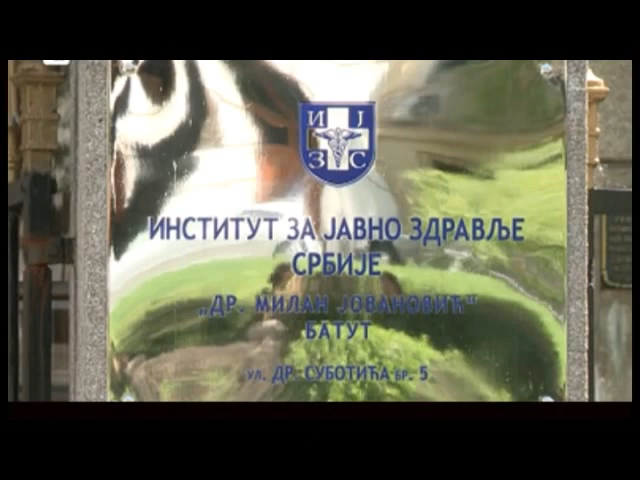 И Ј
З С
ИНСТИТУТ ЗА ЈАВНО ЗДРАВЉЕ
СРБИЈЕ
„ДР. МИЛАН ЈОВАНОВИЋ“
БАТУТ
УЛ. ДР. СУБОТИЋА БР. 5